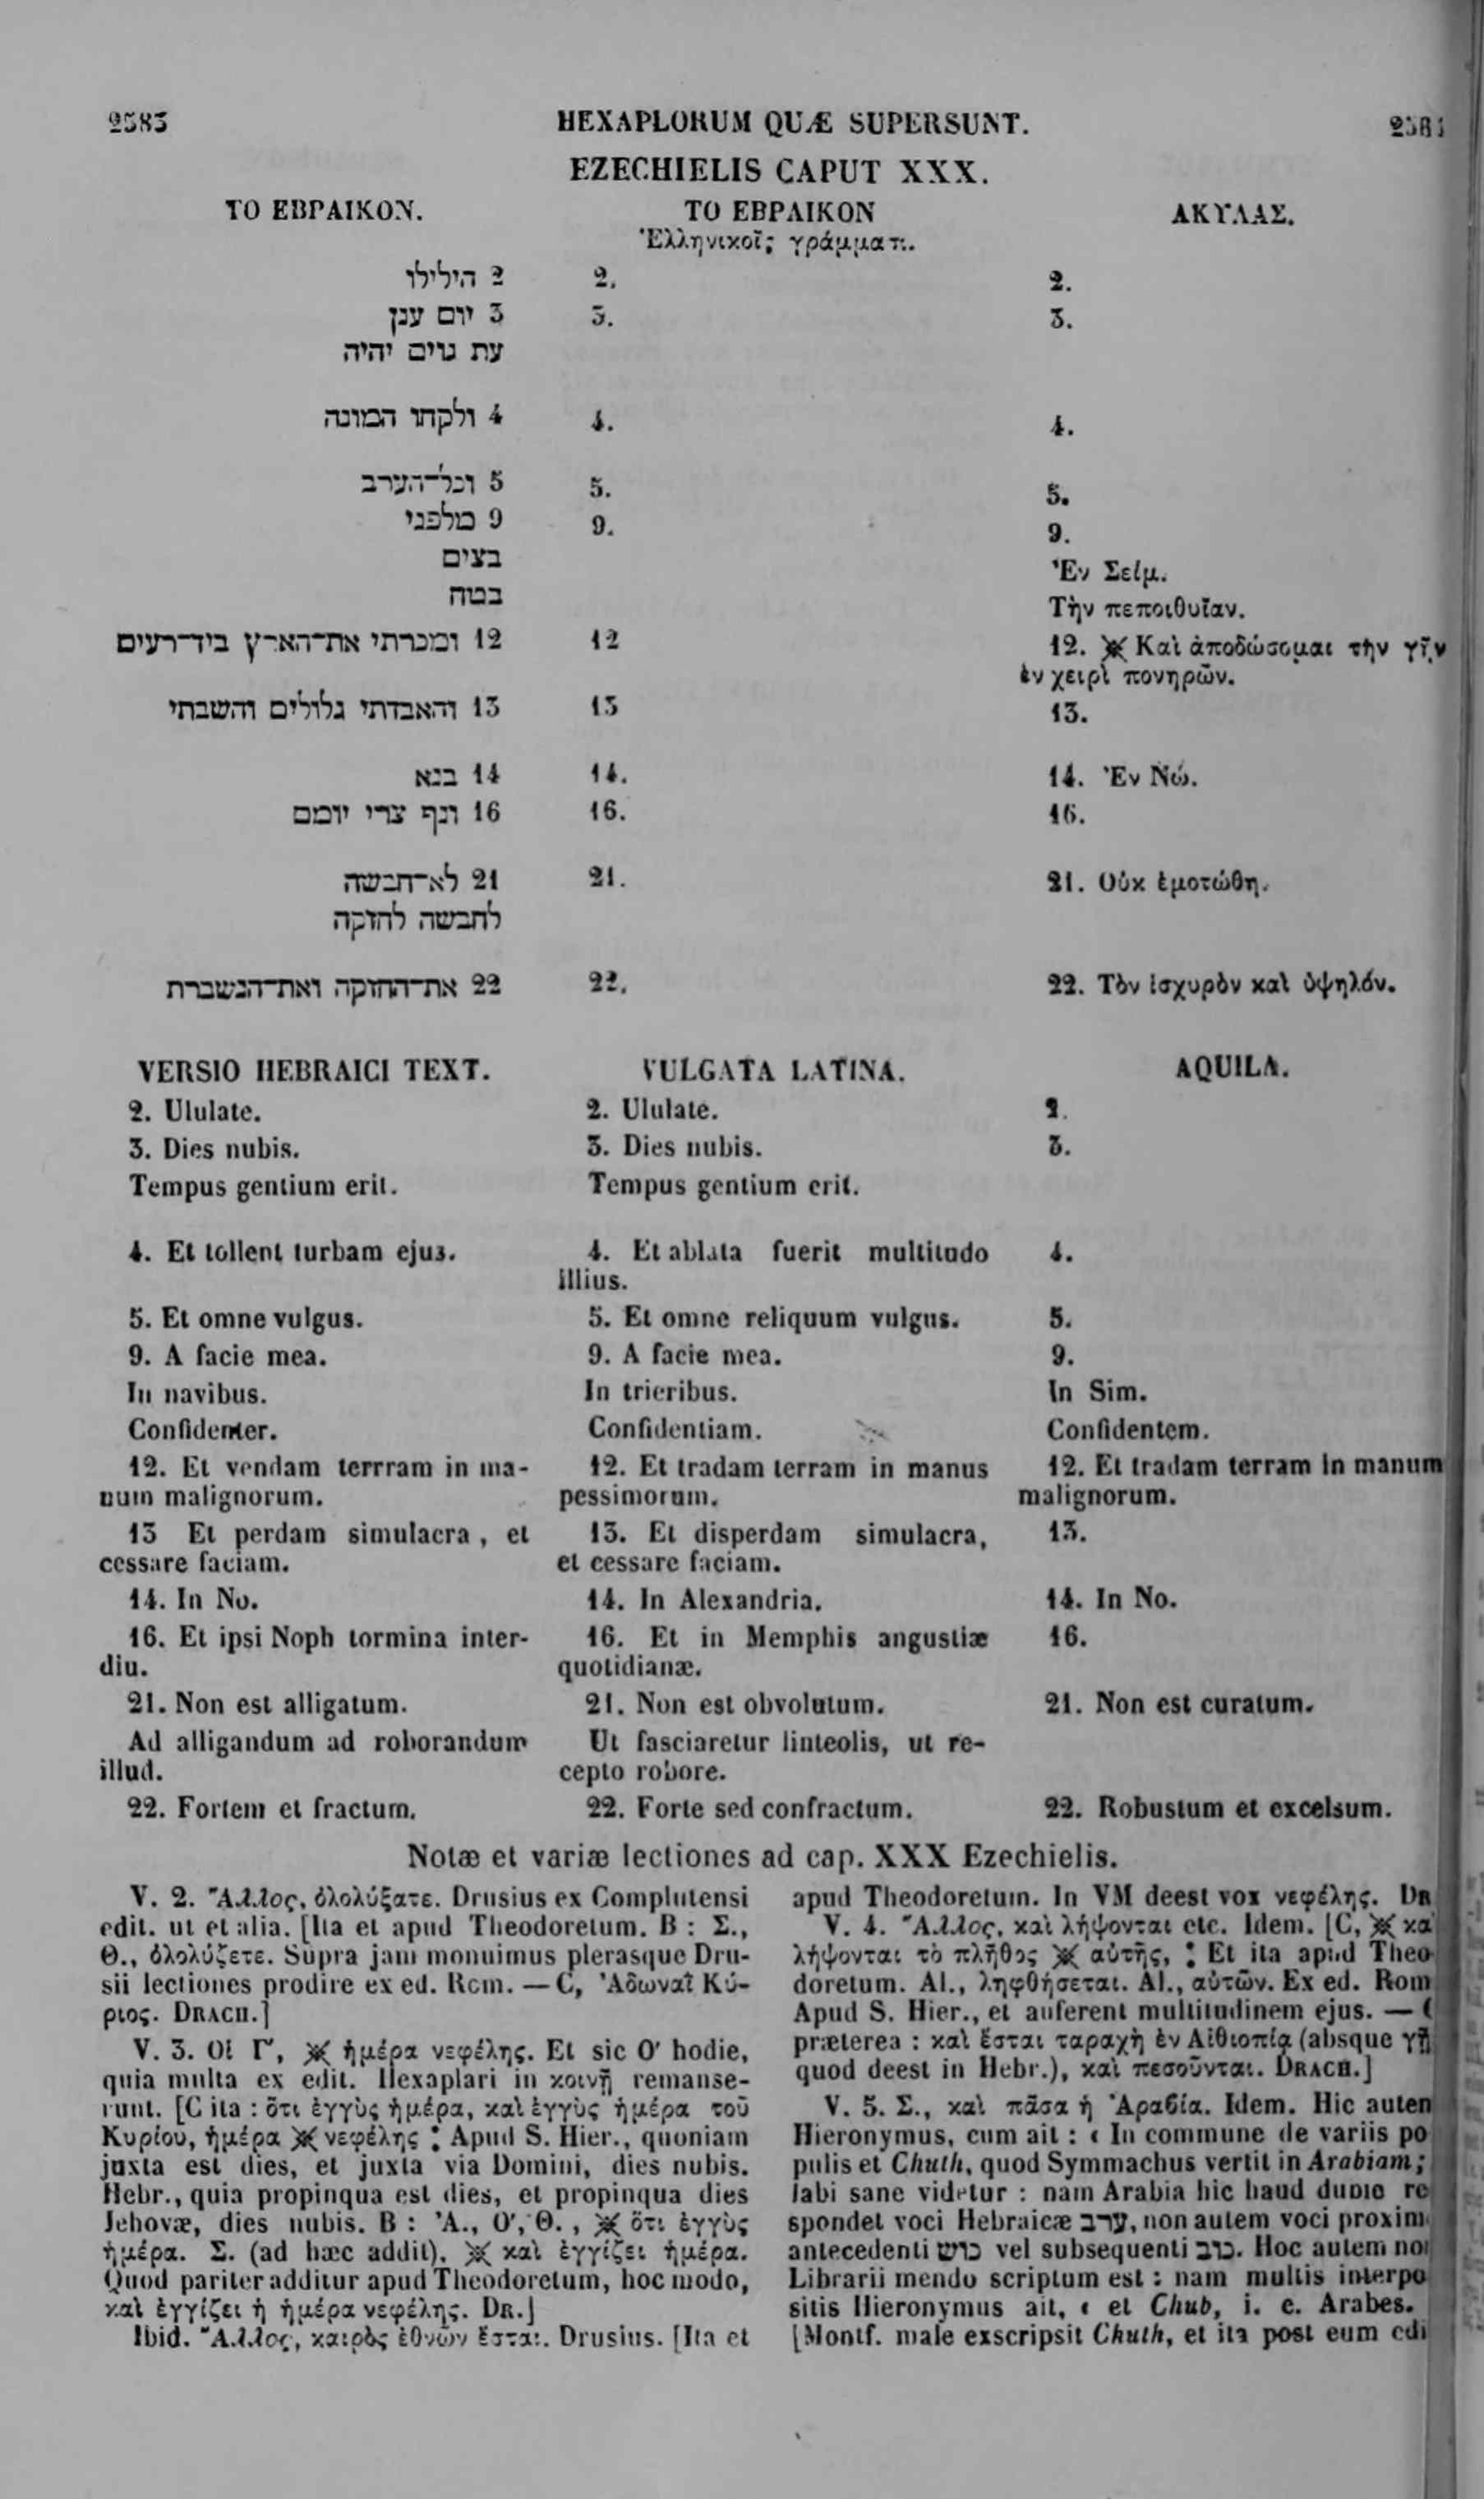 2583 HEXAPLORUM QUÆ SUPERSUNT.
EZECHIELIS CAPUT XXX.
ΤΟ ΕΒΡΑΙΚΟΝ.
2 הילילו
3 יום ענן
עת גוים יהיה
4 ולקחו המונה
5 וכל־הערב
9 מלפני
בצים
בטח
12 ומכרתי את־הארץ ביד־רעים
13 והאבדתי גלולים והשבתי
14 בנא
16 ונף צרי יומם
21 לא־חבשה
לחבשה לחזקה
22 את־החזקה ואת־הנשברת
ΤΟ ΕΒΡΑΙΚΟΝ
Ἑλληνικοῖς γράμμασι.
2.
3.
4.
5.
9.
12
13
14.
16.
21.
22.
ΑΚΥΛΑΣ.
2.
3.
4.
5.
9.
Ἐν Σείμ.
Τὴν πεποιθυῖαν.
12. ※ Καὶ ἀποδώσομαι τὴν γῆν
ἐν χειρὶ πονηρῶν.
13.
14. Ἐν Νώ.
16.
21. Οὐκ ἐμοτώθη.
22. Τὸν ἰσχυρὸν καὶ ὑψηλόν.
VERSIO HEBRAICI TEXT.
2. Ululate.
3. Dies nubis.
Tempus gentium erit.
4. Et tollent turbam ejus.
5. Et omne vulgus.
9. A facie mea.
In navibus.
Confidenter.
12. Et vendam terrram in ma-
num malignorum.
13 Et perdam simulacra, et
cessare faciam.
14. In No.
16. Et ipsi Noph tormina inter-
diu.
21. Non est alligatum.
Ad alligandum ad roborandum
illud.
22. Fortem et fractum.
VULGATA LATINA.
2. Ululate.
3. Dies nubis.
Tempus gentium erit.
4. Et ablata fuerit multitudo
illius.
5. Et omne reliquum vulgus.
9. A facie mea.
In trieribus.
Confidentiam.
12. Et tradam terram in manus
pessimorum.
13. Et disperdam simulacra,
et cessare faciam.
14. In Alexandria.
16. Et in Memphis angustiæ
quotidianæ.
21. Non est obvolutum.
Ut fasciaretur linteolis, ut re-
cepto robore.
22. Forte sed confractum.
AQUILA.
2.
3.
4.
5.
9.
In Sim.
Confidentem.
12. Et tradam terram in manum
malignorum.
13.
14. In No.
16.
21. Non est curatum.
22. Robustum et excelsum.
Notæ et variæ lectiones ad cap. XXX Ezechielis.
V. 2. Ἄλλος, ὀλολύξατε. Drusius ex Complutensi
edit. ut et alia. [Ita et apud Theodoretum. B : Σ.,
Θ., ὀλολύζετε. Supra jam monuimus plerasque Dru-
sii lectiones prodire ex ed. Rom. — C, Ἀδωναῒ Κύ-
ριος. DRACH.]
V. 3. Οἱ Γʹ, ※ ἡμέρα νεφέλης. Et sic Οʹ hodie,
quia multa ex edit. Hexaplari in κοινῇ remanse-
runt. [C ita : ὅτι ἐγγὺς ἡμέρα, καὶ ἐγγὺς ἡμέρα τοῦ
Κυρίου, ἡμέρα ※ νεφέλης : Apud S. Hier., quoniam
juxta est dies, et juxta via Domini, dies nubis.
Hebr., quia propinqua est dies, et propinqua dies
Jehovæ, dies nubis. B : Ἀ., Οʹ, Θ., ※ ὅτι ἐγγὺς
ἡμέρα. Σ. (ad hæc addit), ※ καὶ ἐγγίζει ἡμέρα.
Quod pariter additur apud Theodoretum, hoc modo,
καὶ ἐγγίζει ἡ ἡμέρα νεφέλης. DR.]
Ibid. Ἄλλος, καιρὸς ἐθνῶν ἔσται. Drusius. [Ita et
apud Theodoretum. In VM deest vox νεφέλης. DR
V. 4. Ἄλλος, καὶ λήψονται etc. Idem. [C, ※ κα
λήψονται τὸ πλῆθος ※ αὐτῆς, : Et ita apud Theo
doretum. Al., ληφθήσεται. Al., αὐτῶν. Ex ed. Rom
Apud S. Hier., et auferent multitudinem ejus. —
præterea : καὶ ἔσται ταραχὴ ἐν Αἰθιοπίᾳ (absque γῇ
quod deest in Hebr.), καὶ πεσοῦνται. DRACH.]
V. 5. Σ., καὶ πᾶσα ἡ Ἀραβία. Idem. Hic autem
Hieronymus, cum ait : « In commune de variis po
pulis et Chuth, quod Symmachus vertit in Arabiam;
labi sane videtur : nam Arabia hic haud dubio re
spondet voci Hebraicæ ערב, non autem voci proxim
antecedenti כוש vel subsequenti כוב. Hoc autem no
Librarii mendo scriptum est : nam multis interpo
sitis Hieronymus ait, « et Chub, i. e. Arabes.
[Montf. male exscripsit Chuth, et ita post eum edi